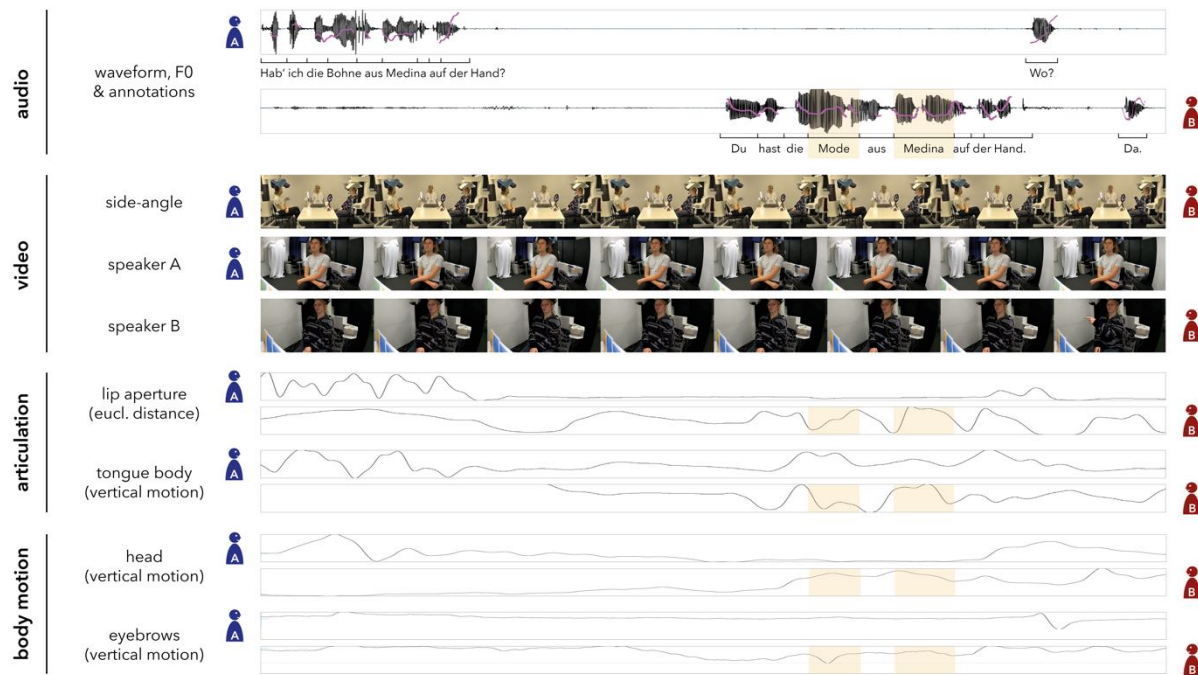 audio
waveform, F0
& annotations
A
Hab' ich die Bohne aus Medina auf der Hand?
Wo?
B
Du hast die Mode aus Medina auf der Hand.
Da.
video
side-angle
A
B
speaker A
A
speaker B
B
articulation
lip aperture
(eucl. distance)
A
B
tongue body
(vertical motion)
A
B
body motion
head
(vertical motion)
A
B
eyebrows
(vertical motion)
A
B